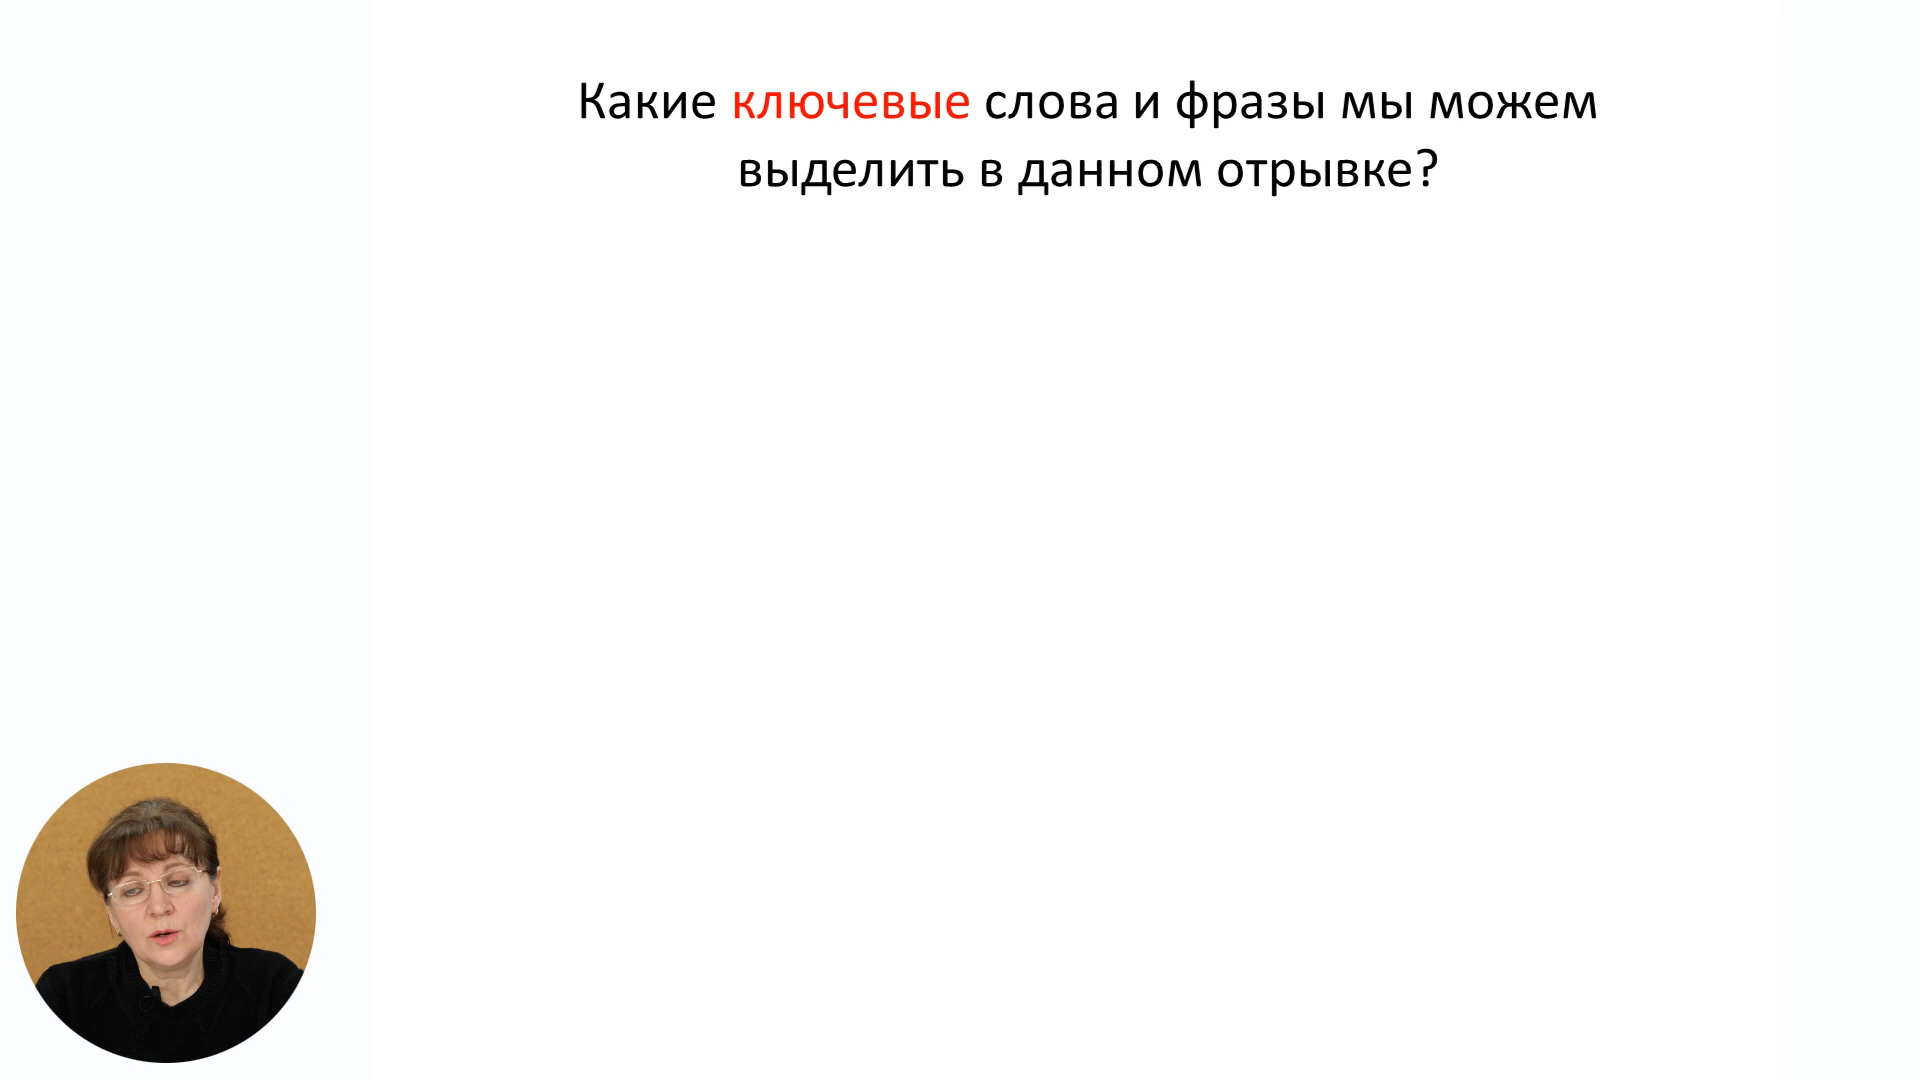 Какие ключевые слова и фразы мы можем
выделить в данном отрывке?